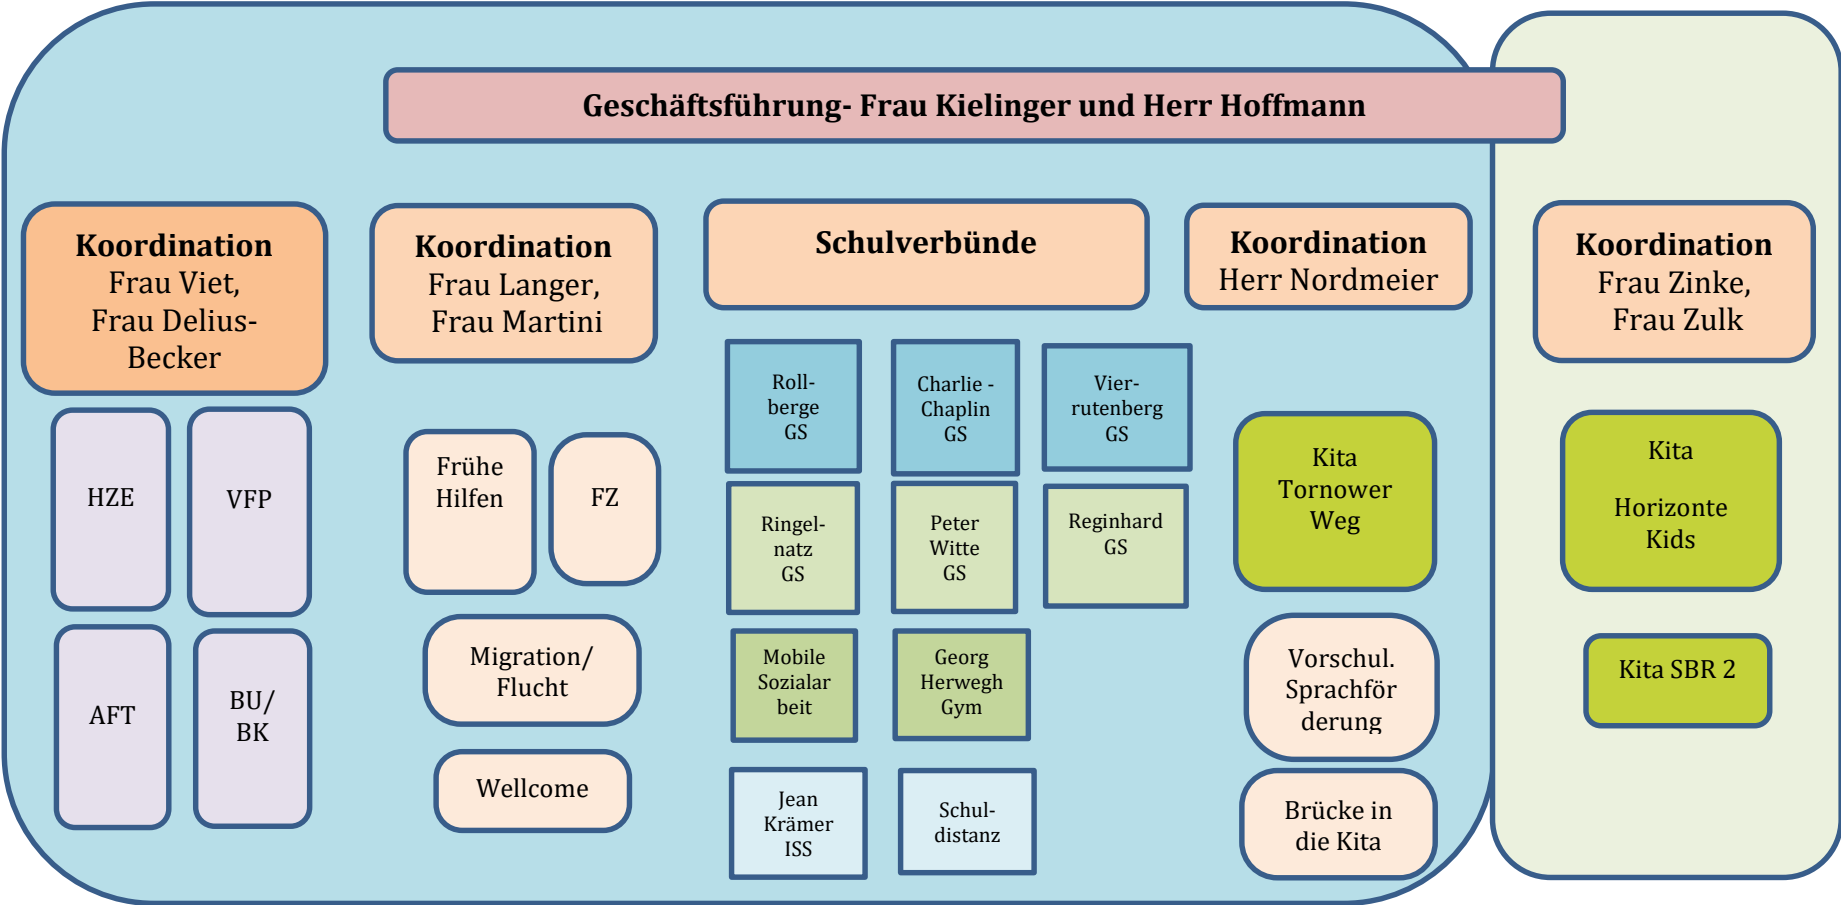 Geschäftsführung- Frau Kielinger und Herr Hoffmann
Koordination
Frau Viet,
Frau Delius-
Becker
HZE
VFP
AFT
BU/
BK
Koordination
Frau Langer,
Frau Martini
Frühe
Hilfen
FZ
Migration/
Flucht
Wellcome
Schulverbünde
Roll-
berge
GS
Charlie -
Chaplin
GS
Vier-
rutenberg
GS
Ringel-
natz
GS
Peter
Witte
GS
Reginhard
GS
Mobile
Sozialar
beit
Georg
Herwegh
Gym
Jean
Krämer
ISS
Schul-
distanz
Koordination
Herr Nordmeier
Kita
Tornower
Weg
Vorschul.
Sprachför
derung
Brücke in
die Kita
Koordination
Frau Zinke,
Frau Zulk
Kita
Horizonte
Kids
Kita SBR 2